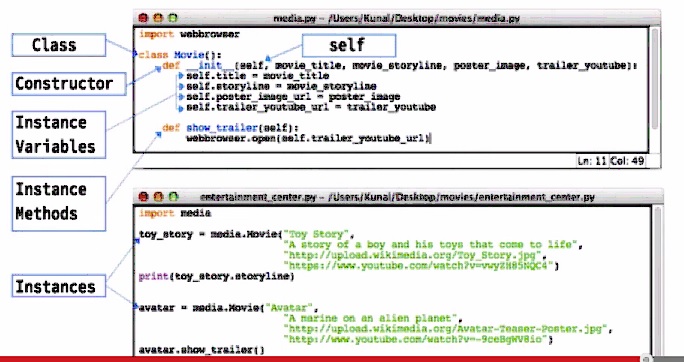 media.py - /Users/Kunal/Desktop/movies/media.py
import webbrowser
Class
self
class Movie():
def __init__(self, movie_title, movie_storyline, poster_image, trailer_youtube):
Constructor
self.title = movie_title
self.storyline = movie_storyline
self.poster_image_url = poster_image
self.trailer_youtube_url = trailer_youtube
Instance
Variables
def show_trailer(self):
webbrowser.open(self.trailer_youtube_url)
Ln: 11 Col: 49
Instance
Methods
entertainment_center.py - /Users/Kunal/Desktop/movies/entertainment_center.py
import media
toy_story = media.Movie("Toy Story",
"A story of a boy and his toys that come to life",
"http://upload.wikimedia.org/Toy_Story.jpg",
"https://www.youtube.com/watch?v=vwyZH85NQC4")
print(toy_story.storyline)
Instances
avatar = media.Movie("Avatar",
"A marine on an alien planet",
"http://upload.wikimedia.org/Avatar-Teaser-Poster.jpg",
"http://www.youtube.com/watch?v=-9ceBgWV8io")
avatar.show_trailer()